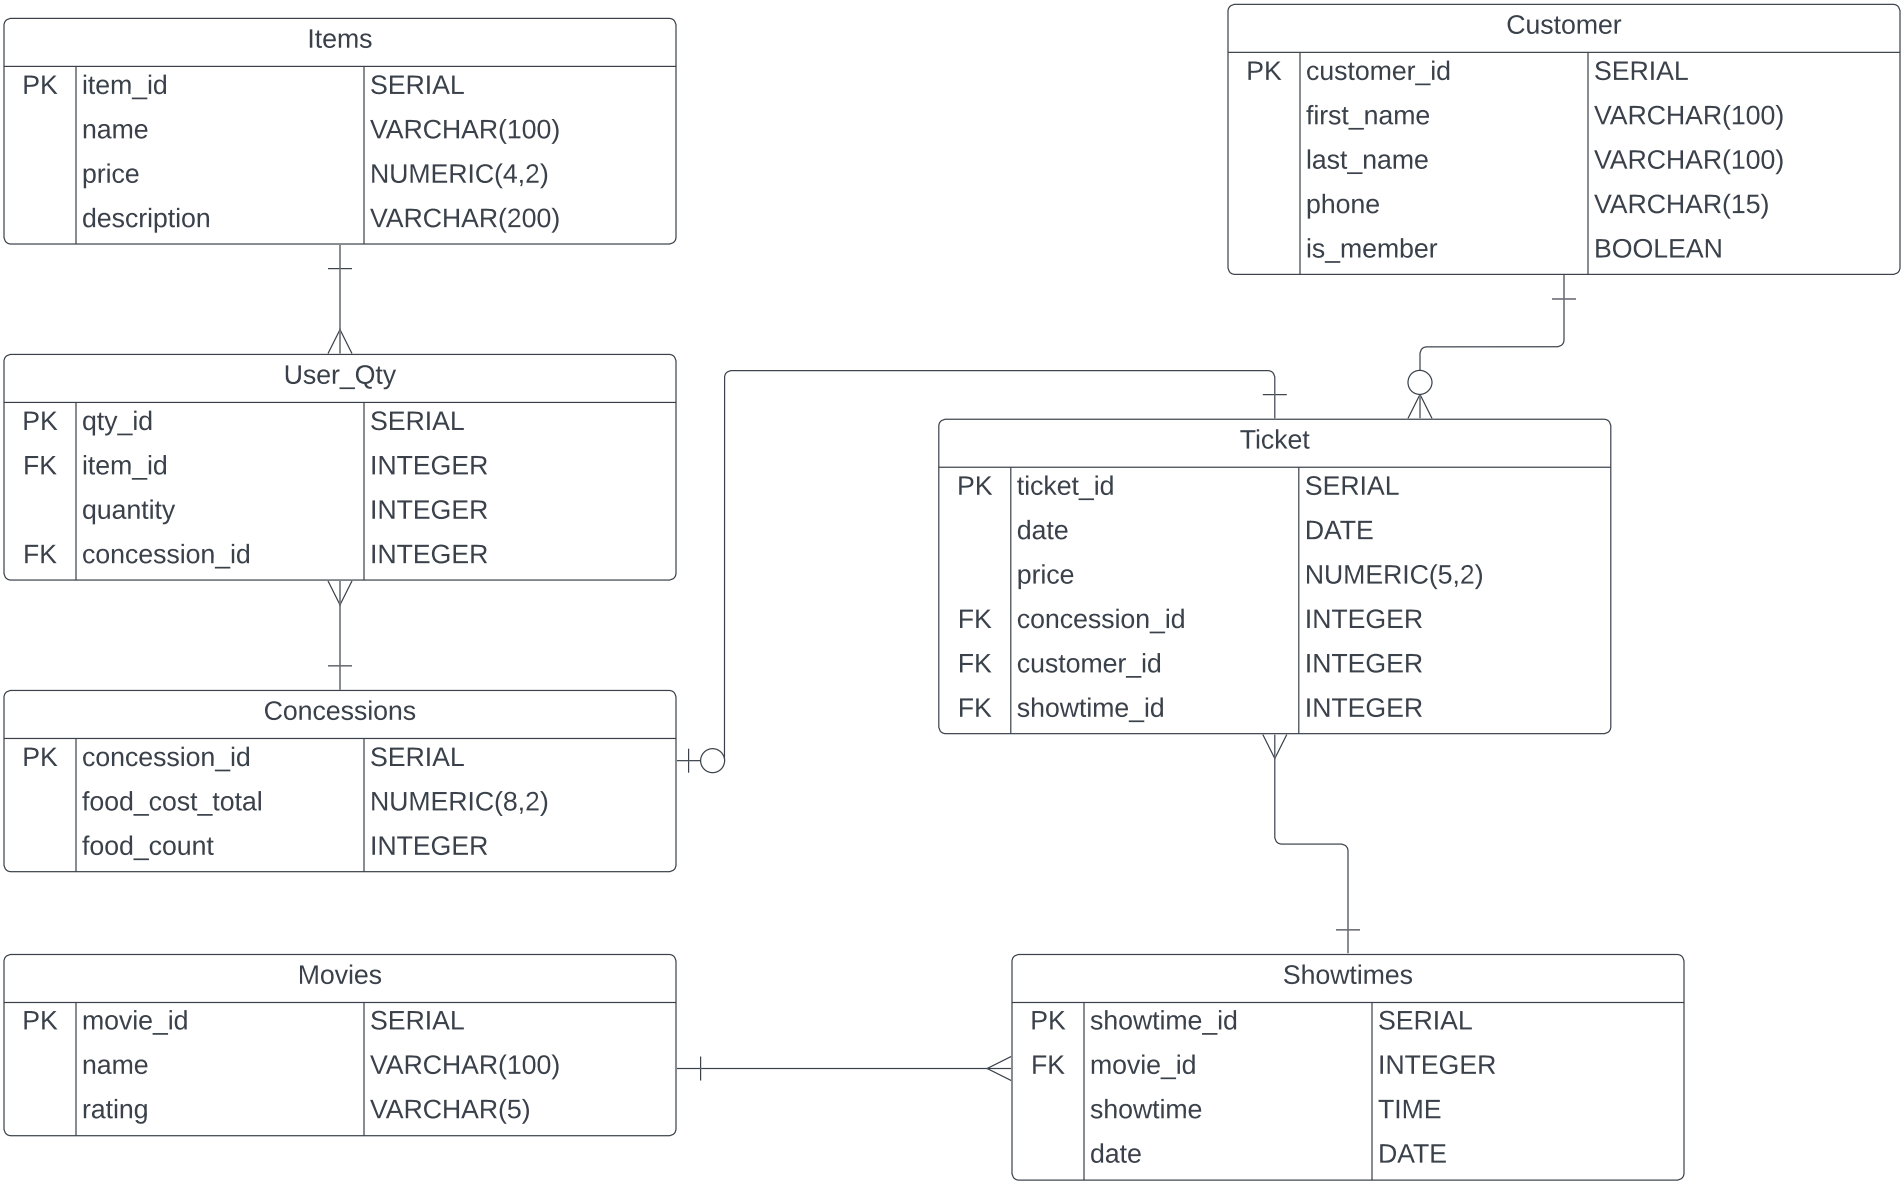 Items
PK item_id SERIAL
name VARCHAR(100)
price NUMERIC(4,2)
description VARCHAR(200)
Customer
PK customer_id SERIAL
first_name VARCHAR(100)
last_name VARCHAR(100)
phone VARCHAR(15)
is_member BOOLEAN
User_Qty
PK qty_id SERIAL
FK item_id INTEGER
quantity INTEGER
FK concession_id INTEGER
Ticket
PK ticket_id SERIAL
date DATE
price NUMERIC(5,2)
FK concession_id INTEGER
FK customer_id INTEGER
FK showtime_id INTEGER
Concessions
PK concession_id SERIAL
food_cost_total NUMERIC(8,2)
food_count INTEGER
Movies
PK movie_id SERIAL
name VARCHAR(100)
rating VARCHAR(5)
Showtimes
PK showtime_id SERIAL
FK movie_id INTEGER
showtime TIME
date DATE